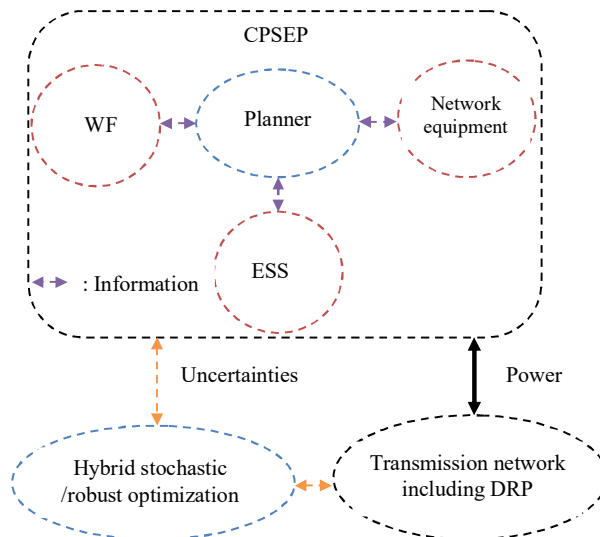 CPSEP
WF
Planner
Network
equipment
ESS
: Information
Uncertainties
Power
Hybrid stochastic
/robust optimization
Transmission network
including DRP